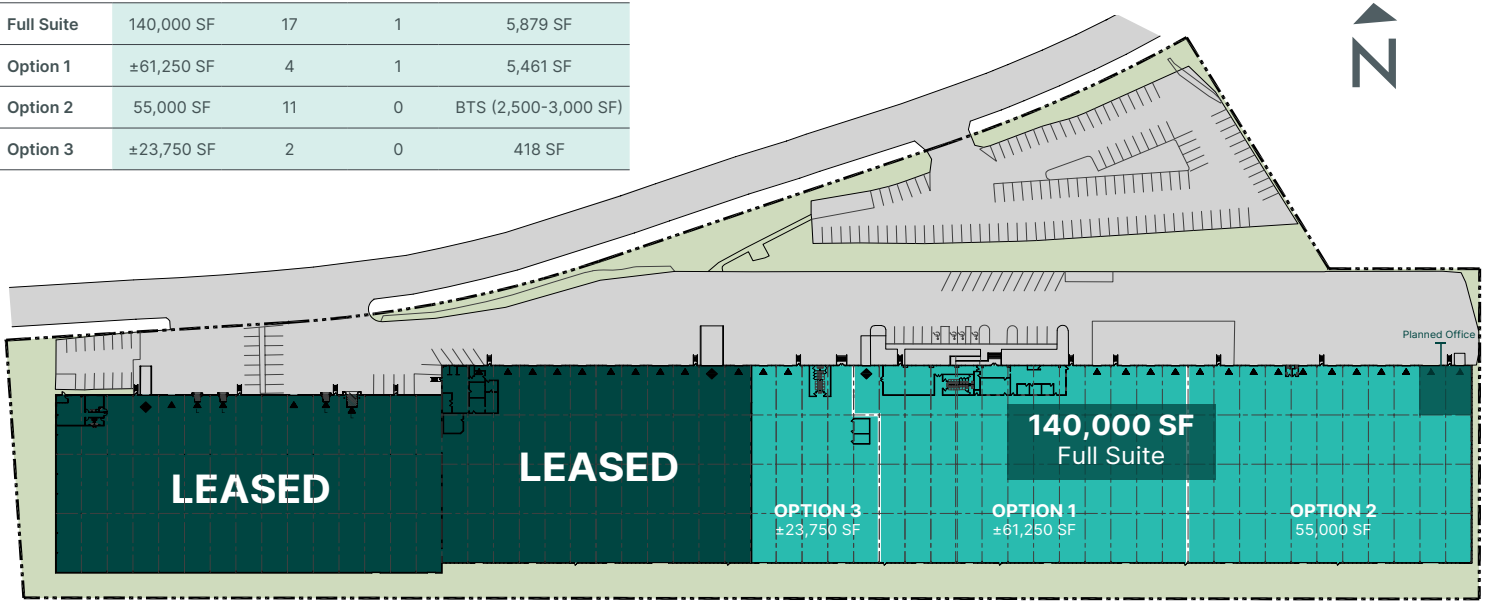 Full Suite 140,000 SF 17 1 5,879 SF
Option 1 ±61,250 SF 4 1 5,461 SF
Option 2 55,000 SF 11 0 BTS (2,500-3,000 SF)
Option 3 ±23,750 SF 2 0 418 SF
N
Planned Office
140,000 SF
Full Suite
LEASED
LEASED
OPTION 3
±23,750 SF
OPTION 1
±61,250 SF
OPTION 2
55,000 SF